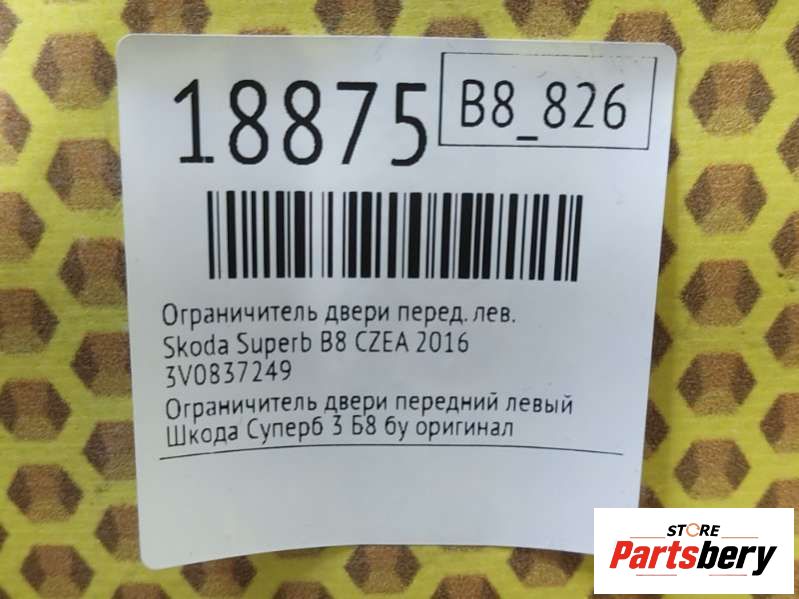 18875
B8_826
Ограничитель двери перед. лев.
Skoda Superb B8 CZEA 2016
3V0837249
Ограничитель двери передний левый
Шкода Суперб 3 Б8 бу оригинал
STORE
Partsbery